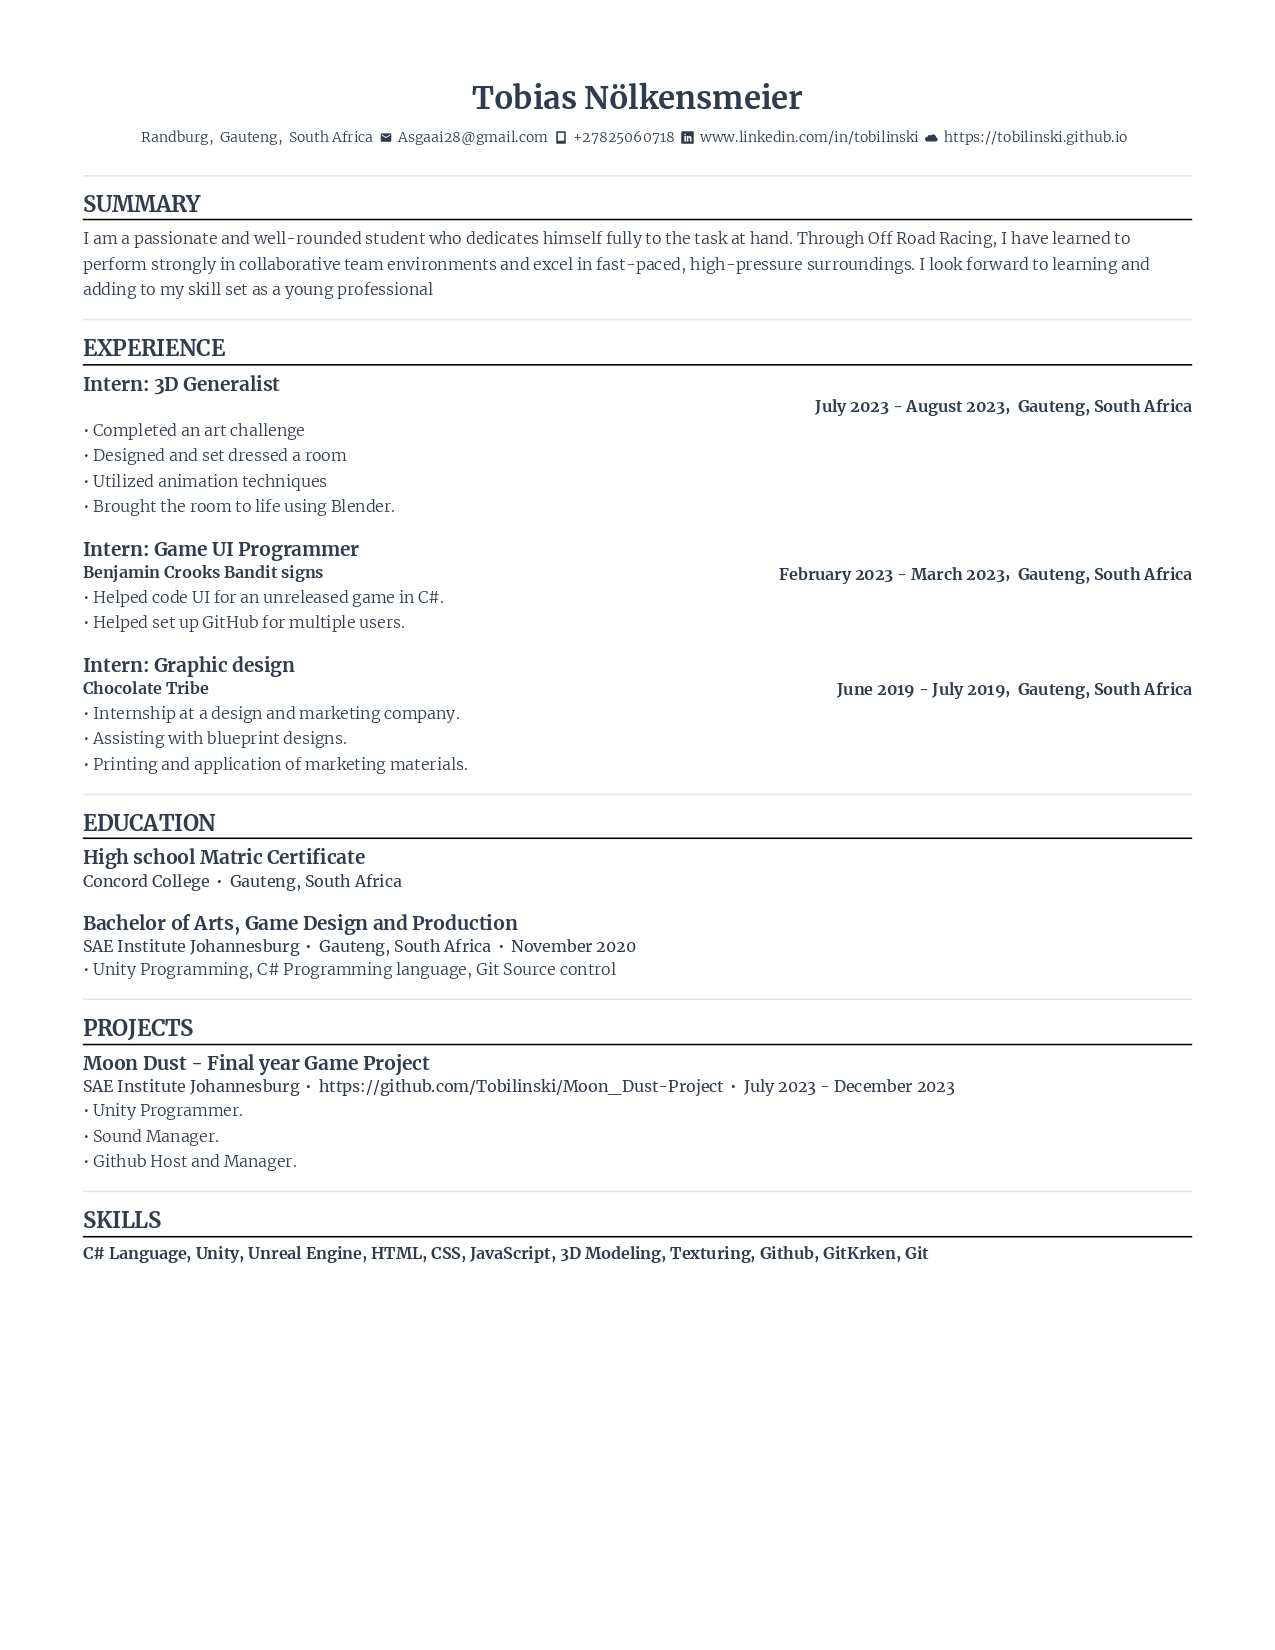 Tobias Nölkensmeier
Randburg, Gauteng, South Africa Asgaai28@gmail.com +27825060718 www.linkedin.com/in/tobilinski https://tobilinski.github.io
SUMMARY
I am a passionate and well-rounded student who dedicates himself fully to the task at hand. Through Off Road Racing, I have learned to
perform strongly in collaborative team environments and excel in fast-paced, high-pressure surroundings. I look forward to learning and
adding to my skill set as a young professional
EXPERIENCE
Intern: 3D Generalist
July 2023 - August 2023, Gauteng, South Africa
• Completed an art challenge
• Designed and set dressed a room
• Utilized animation techniques
• Brought the room to life using Blender.
Intern: Game UI Programmer
Benjamin Crooks Bandit signs February 2023 - March 2023, Gauteng, South Africa
• Helped code UI for an unreleased game in C#.
• Helped set up GitHub for multiple users.
Intern: Graphic design
Chocolate Tribe June 2019 - July 2019, Gauteng, South Africa
• Internship at a design and marketing company.
• Assisting with blueprint designs.
• Printing and application of marketing materials.
EDUCATION
High school Matric Certificate
Concord College • Gauteng, South Africa
Bachelor of Arts, Game Design and Production
SAE Institute Johannesburg • Gauteng, South Africa • November 2020
• Unity Programming, C# Programming language, Git Source control
PROJECTS
Moon Dust - Final year Game Project
SAE Institute Johannesburg • https://github.com/Tobilinski/Moon_Dust-Project • July 2023 - December 2023
• Unity Programmer.
• Sound Manager.
• Github Host and Manager.
SKILLS
C# Language, Unity, Unreal Engine, HTML, CSS, JavaScript, 3D Modeling, Texturing, Github, GitKrken, Git